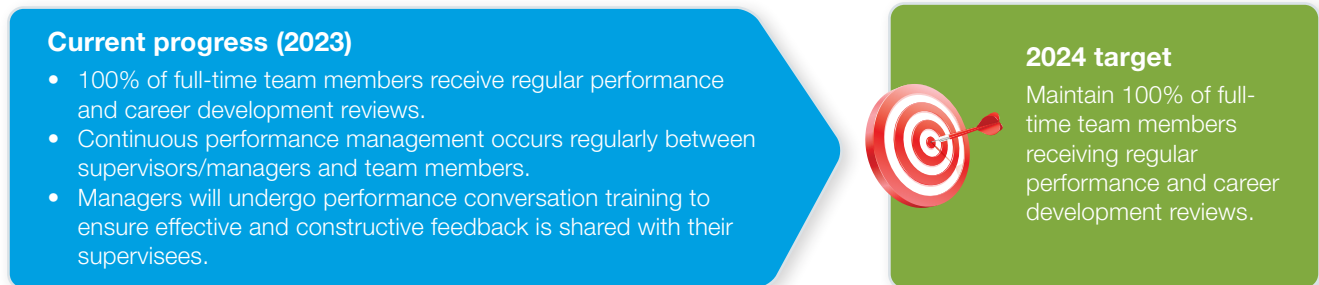 Current progress (2023)
• 100% of full-time team members receive regular performance
and career development reviews.
• Continuous performance management occurs regularly between
supervisors/managers and team members.
• Managers will undergo performance conversation training to
ensure effective and constructive feedback is shared with their
supervisees.
2024 target
Maintain 100% of full-
time team members
receiving regular
performance and career
development reviews.